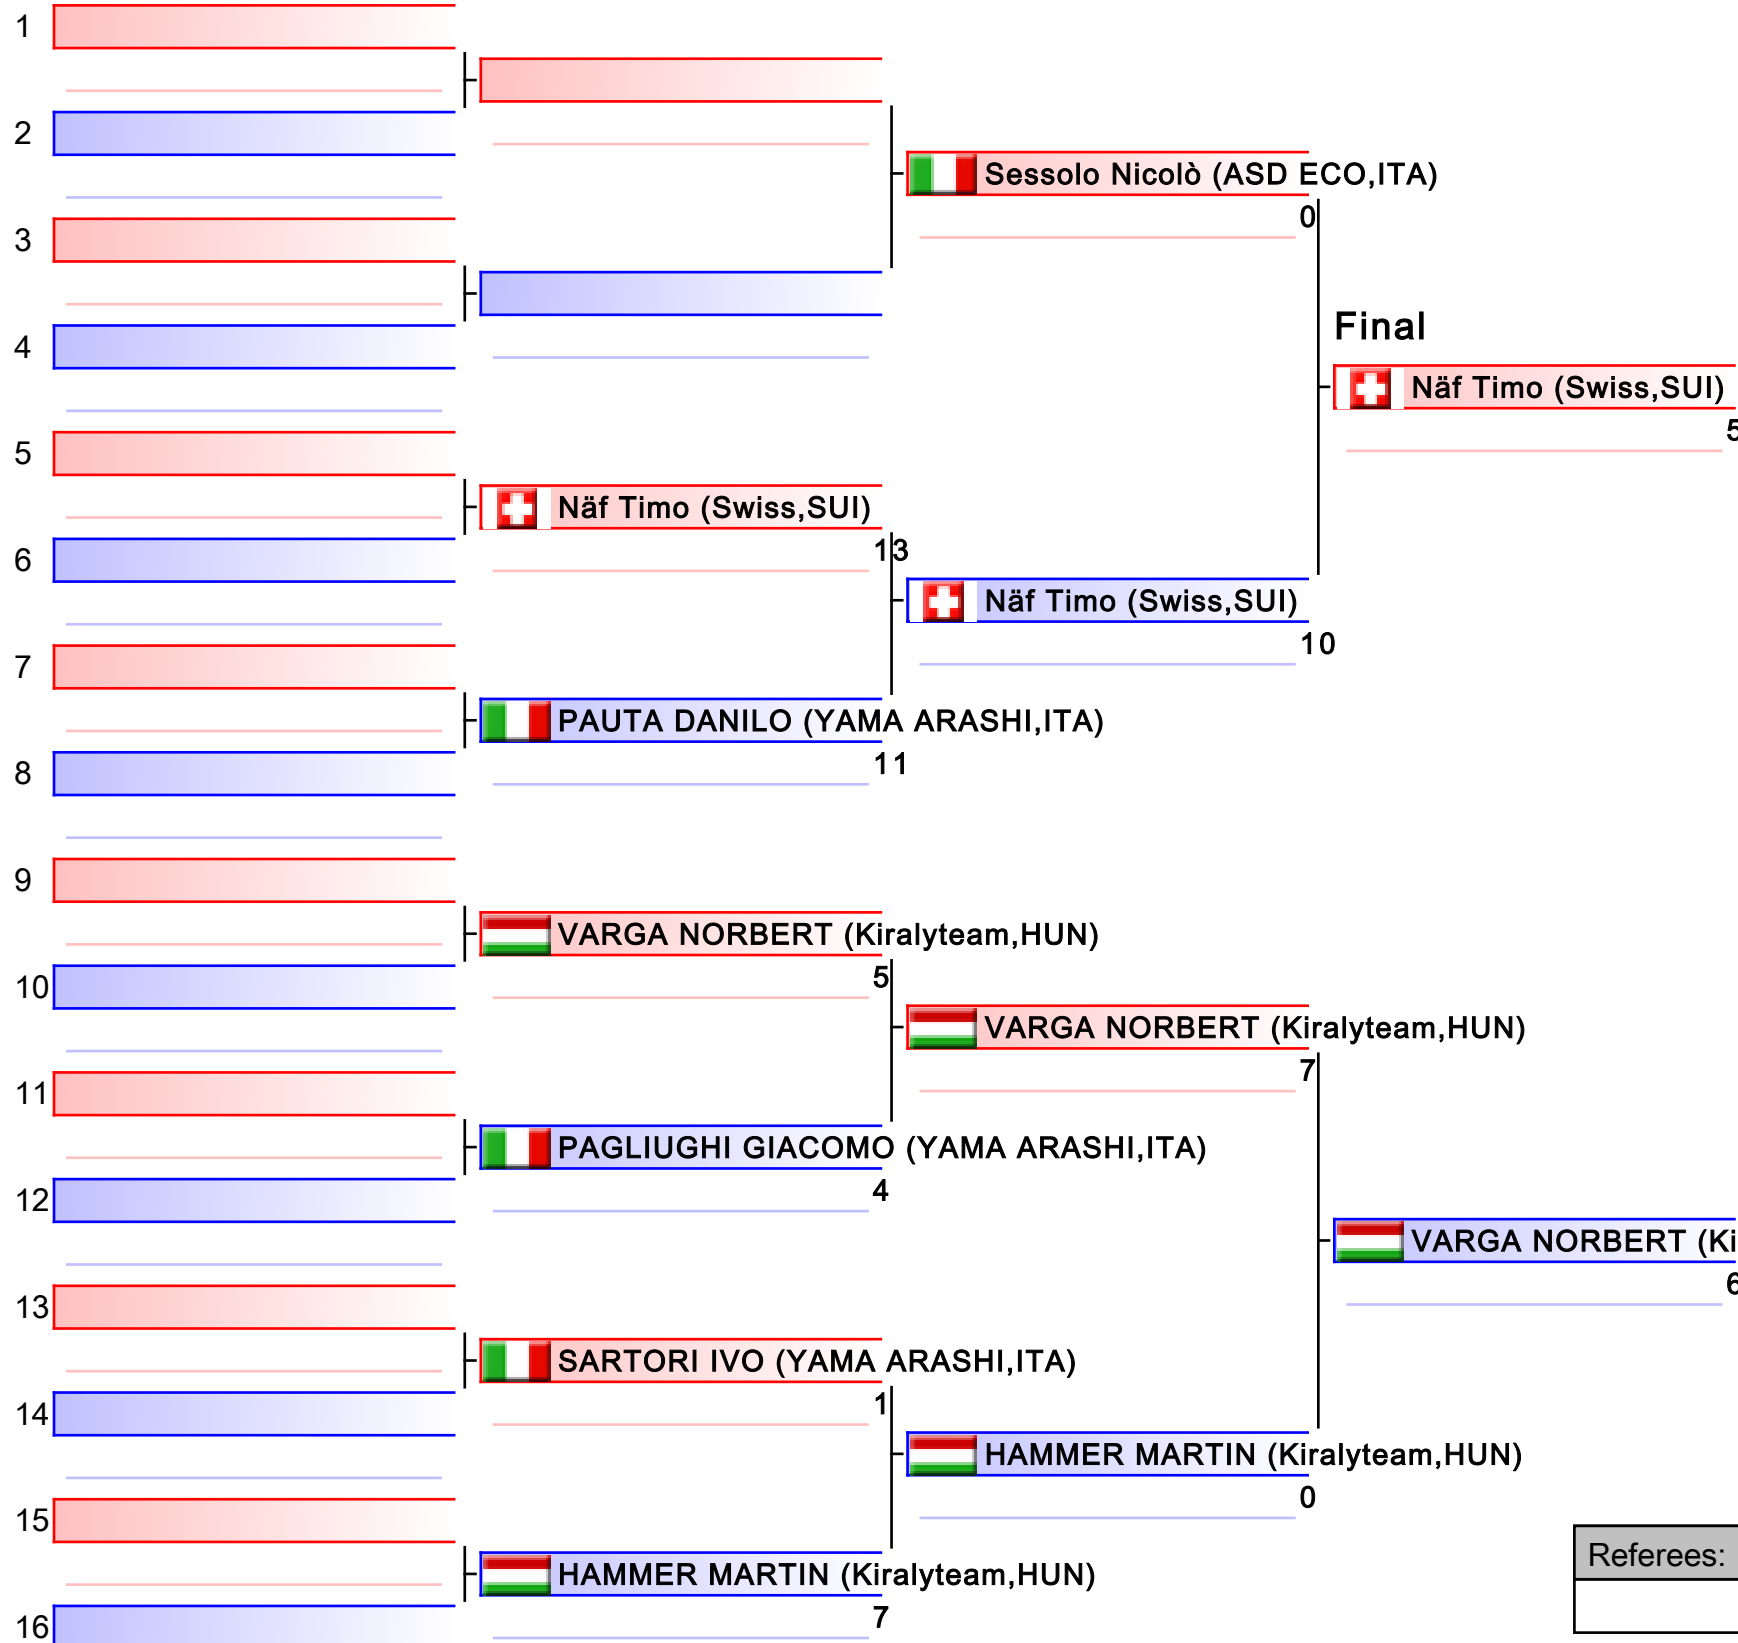 1
2
Sessolo Nicolò (ASD ECO,ITA)
0
3
Final
4
Näf Timo (Swiss,SUI)
5
5
Näf Timo (Swiss,SUI)
13
6
Näf Timo (Swiss,SUI)
10
7
PAUTA DANILO (YAMA ARASHI,ITA)
11
8
9
VARGA NORBERT (Kiralyteam,HUN)
5
10
VARGA NORBERT (Kiralyteam,HUN)
7
11
PAGLIUGHI GIACOMO (YAMA ARASHI,ITA)
4
12
VARGA NORBERT (Ki
6
13
SARTORI IVO (YAMA ARASHI,ITA)
1
14
HAMMER MARTIN (Kiralyteam,HUN)
0
15
Referees:
HAMMER MARTIN (Kiralyteam,HUN)
7
16